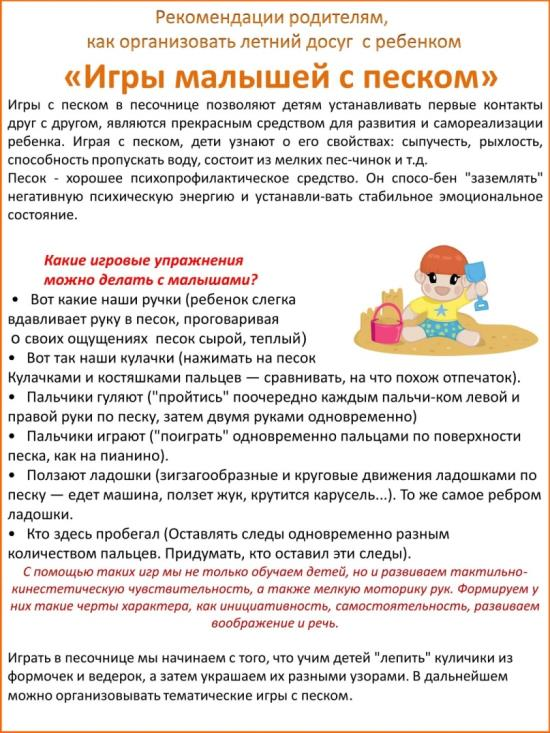 Рекомендации родителям,
как организовать летний досуг с ребенком
«Игры малышей с песком»
Игры с песком в песочнице позволяют детям устанавливать первые контакты
друг с другом, являются прекрасным средством для развития и самореализации
ребенка. Играя с песком, дети узнают о его свойствах: сыпучесть, рыхлость,
способность пропускать воду, состоит из мелких пес-чинок и т.д.
Песок - хорошее психопрофилактическое средство. Он спосо-бен "заземлять"
негативную психическую энергию и устанавли-вать стабильное эмоциональное
состояние.
Какие игровые упражнения
можно делать с малышами?
• Вот какие наши ручки (ребенок слегка
вдавливает руку в песок, проговаривая
о своих ощущениях песок сырой, теплый)
• Вот так наши кулачки (нажимать на песок
Кулачками и костяшками пальцев — сравнивать, на что похож отпечаток).
• Пальчики гуляют ("пройтись" поочередно каждым пальчи-ком левой и
правой руки по песку, затем двумя руками одновременно)
• Пальчики играют ("поиграть" одновременно пальцами по поверхности
песка, как на пианино).
• Ползают ладошки (зигзагообразные и круговые движения ладошками по
песку — едет машина, ползет жук, крутится карусель...). То же самое ребром
ладошки.
• Кто здесь пробегал (Оставлять следы одновременно разным
количеством пальцев. Придумать, кто оставил эти следы).
С помощью таких игр мы не только обучаем детей, но и развиваем тактильно-
кинестетическую чувствительность, а также мелкую моторику рук. Формируем у
них такие черты характера, как инициативность, самостоятельность, развиваем
воображение и речь.
Играть в песочнице мы начинаем с того, что учим детей "лепить" куличики из
формочек и ведерок, а затем украшаем их разными узорами. В дальнейшем
можно организовывать тематические игры с песком.